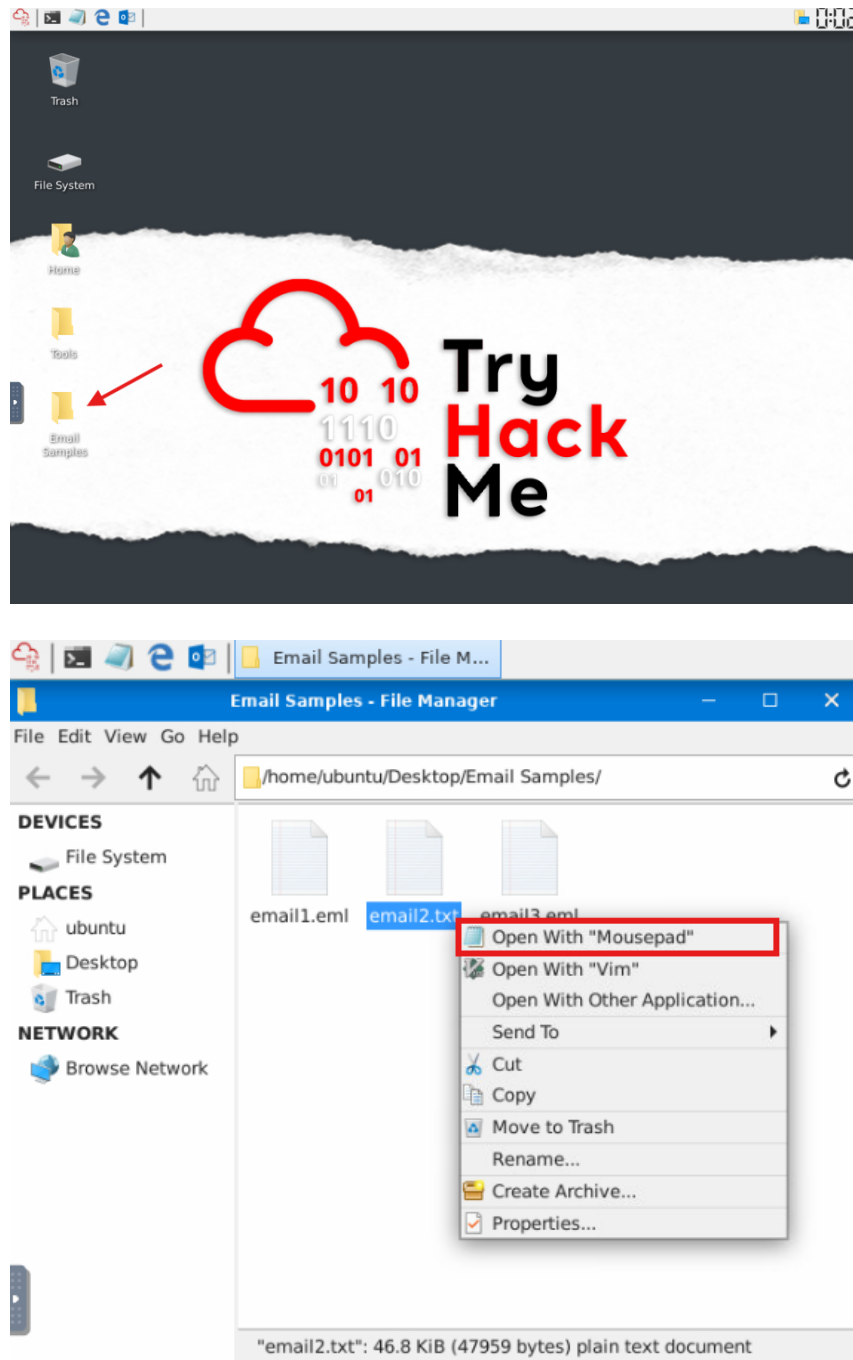 0:02
Trash
File System
Home
Tools
Email
Samples
10 10
1110
0101 01
01 010
01
Try
Hack
Me
Email Samples - File M...
Email Samples - File Manager
File Edit View Go Help
/home/ubuntu/Desktop/Email Samples/
DEVICES
File System
PLACES
ubuntu
Desktop
Trash
NETWORK
Browse Network
email1.eml email2.txt email3.eml
Open With "Mousepad"
Open With "Vim"
Open With Other Application...
Send To
Cut
Copy
Move to Trash
Rename...
Create Archive...
Properties...
"email2.txt": 46.8 KiB (47959 bytes) plain text document